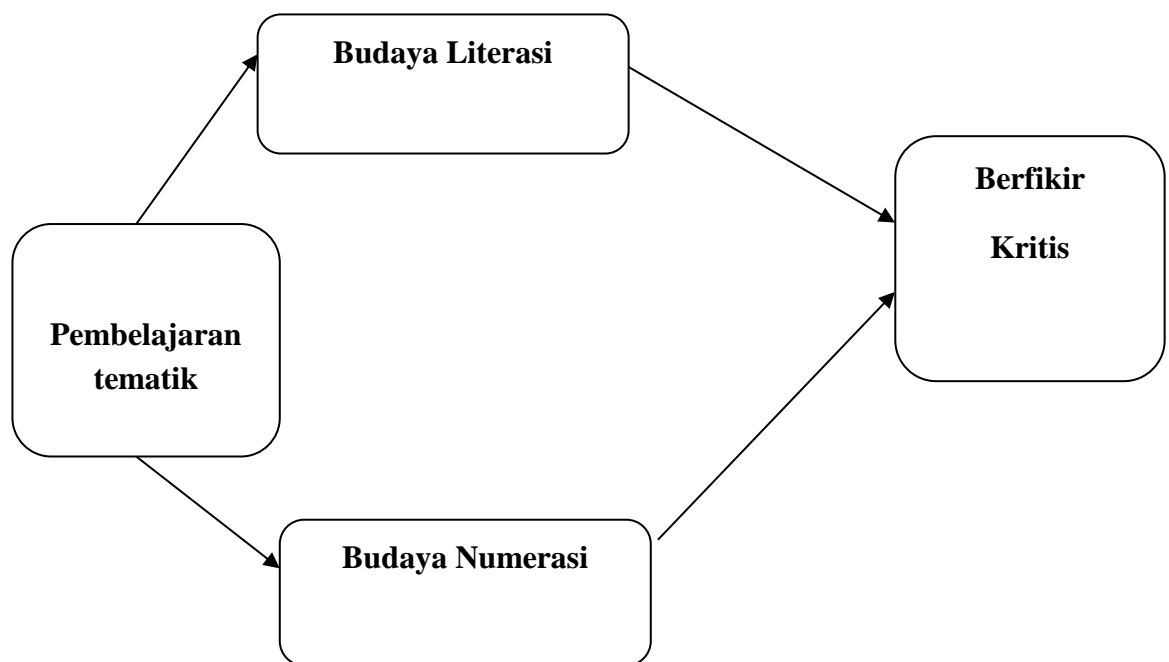 Budaya Literasi
Berfikir
Kritis
Pembelajaran
tematik
Budaya Numerasi